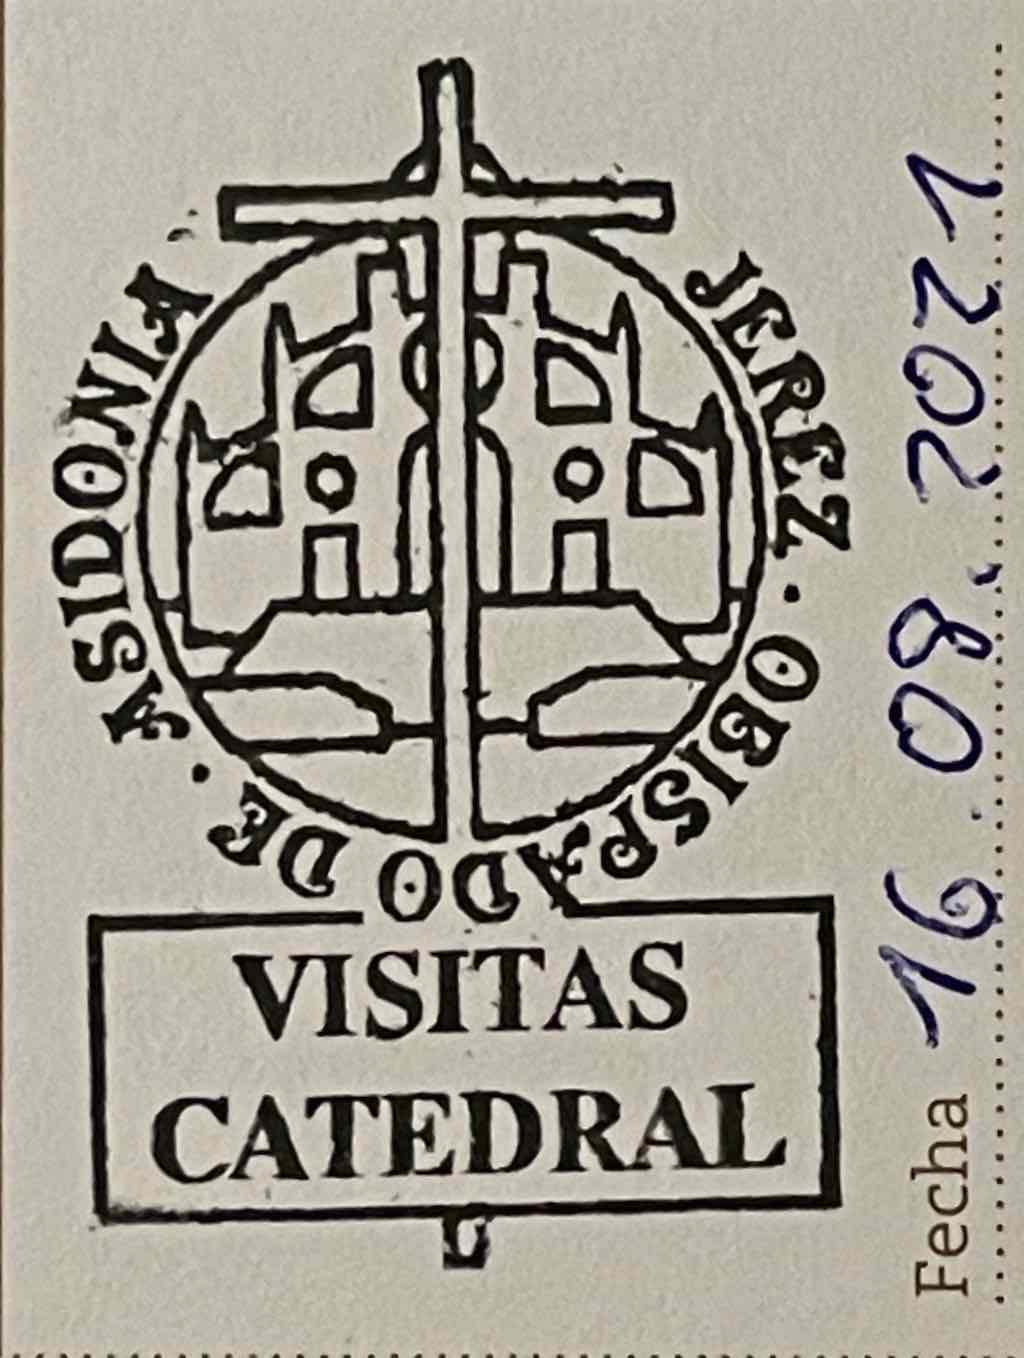 JEREZ · OBISPADO DE · ASIDONIA
VISITAS
CATEDRAL
Fecha 16.08.2021